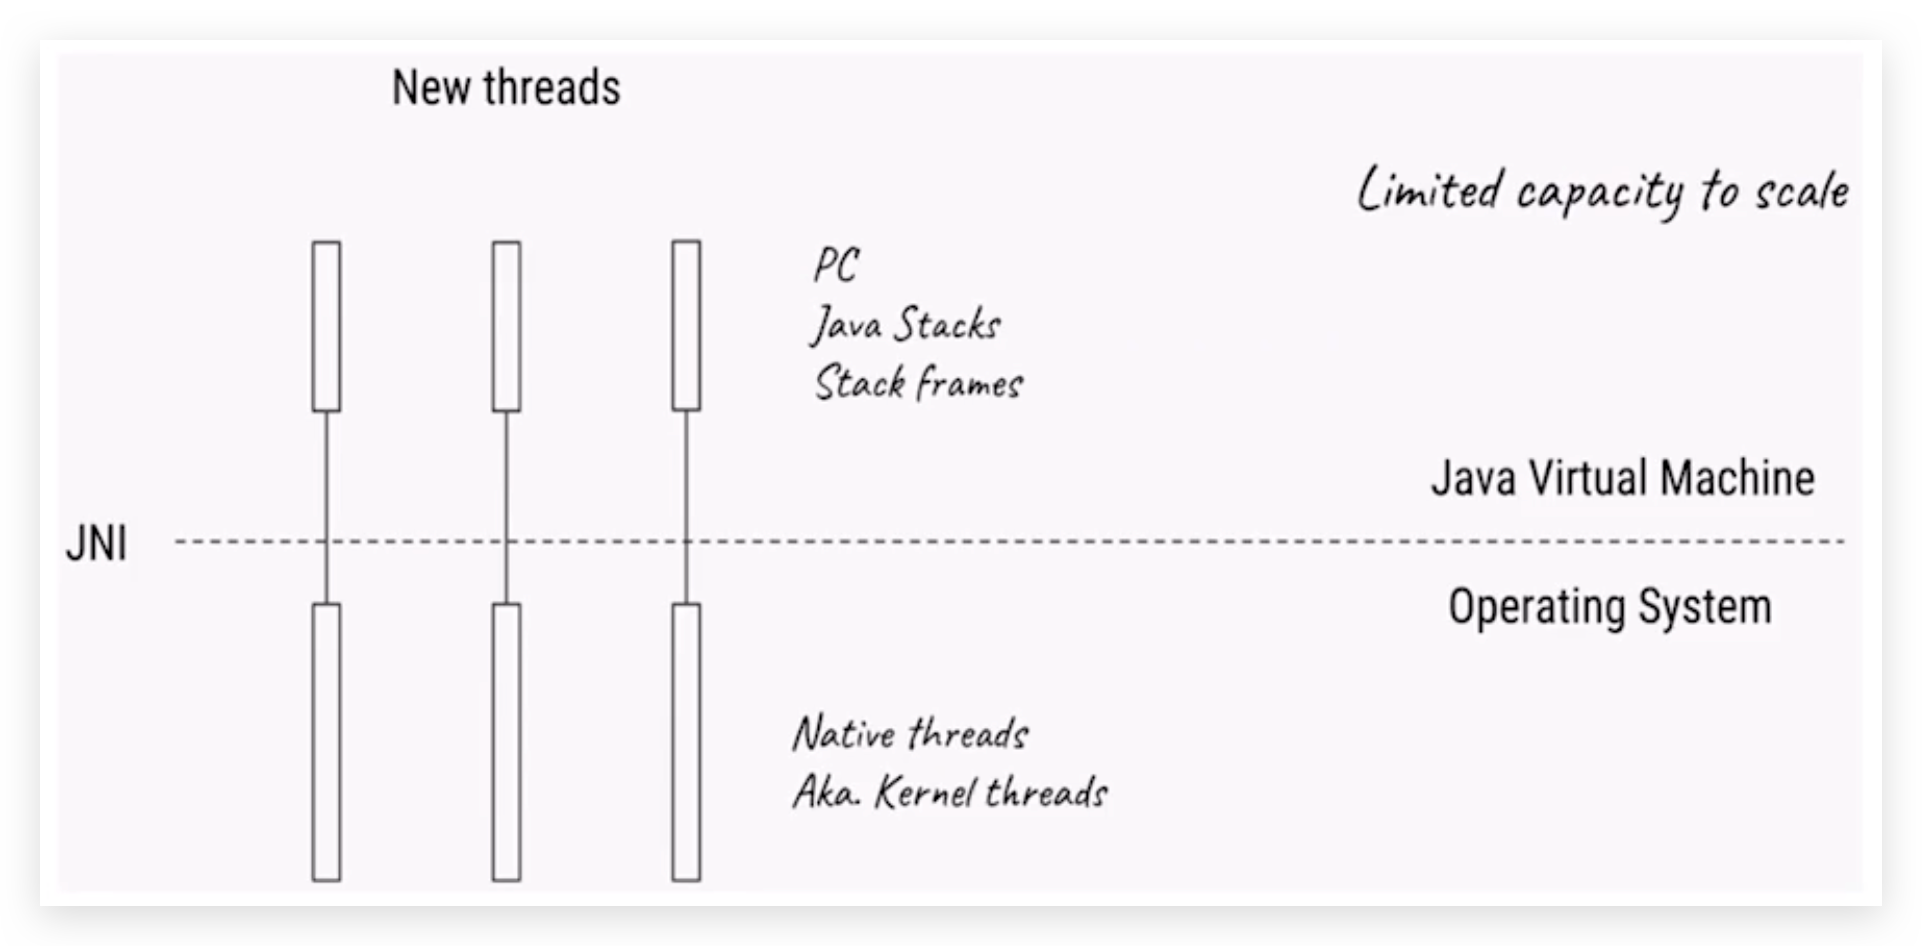 New threads
Limited capacity to scale
PC
Java Stacks
Stack frames
Java Virtual Machine
JNI
Operating System
Native threads
Aka. Kernel threads